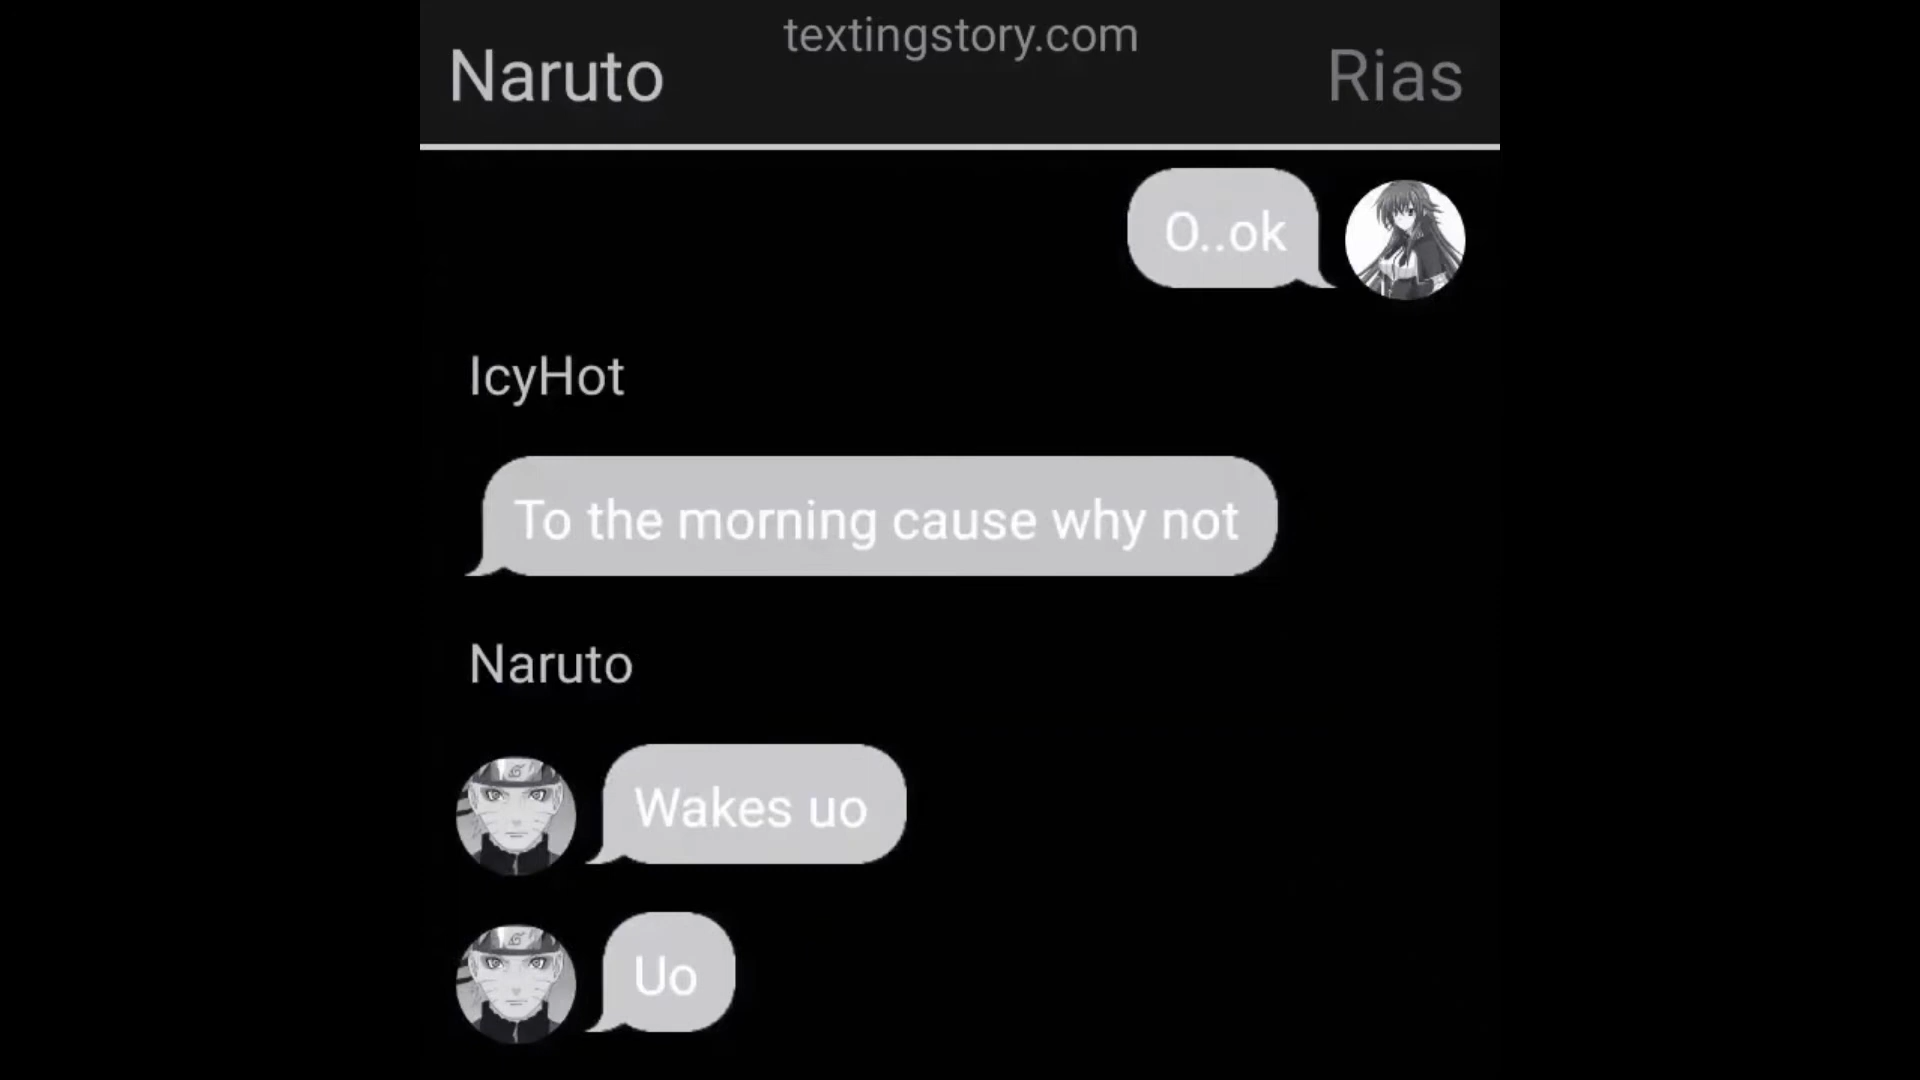 textingstory.com
Naruto
Rias
O..ok
IcyHot
To the morning cause why not
Naruto
Wakes uo
Uo